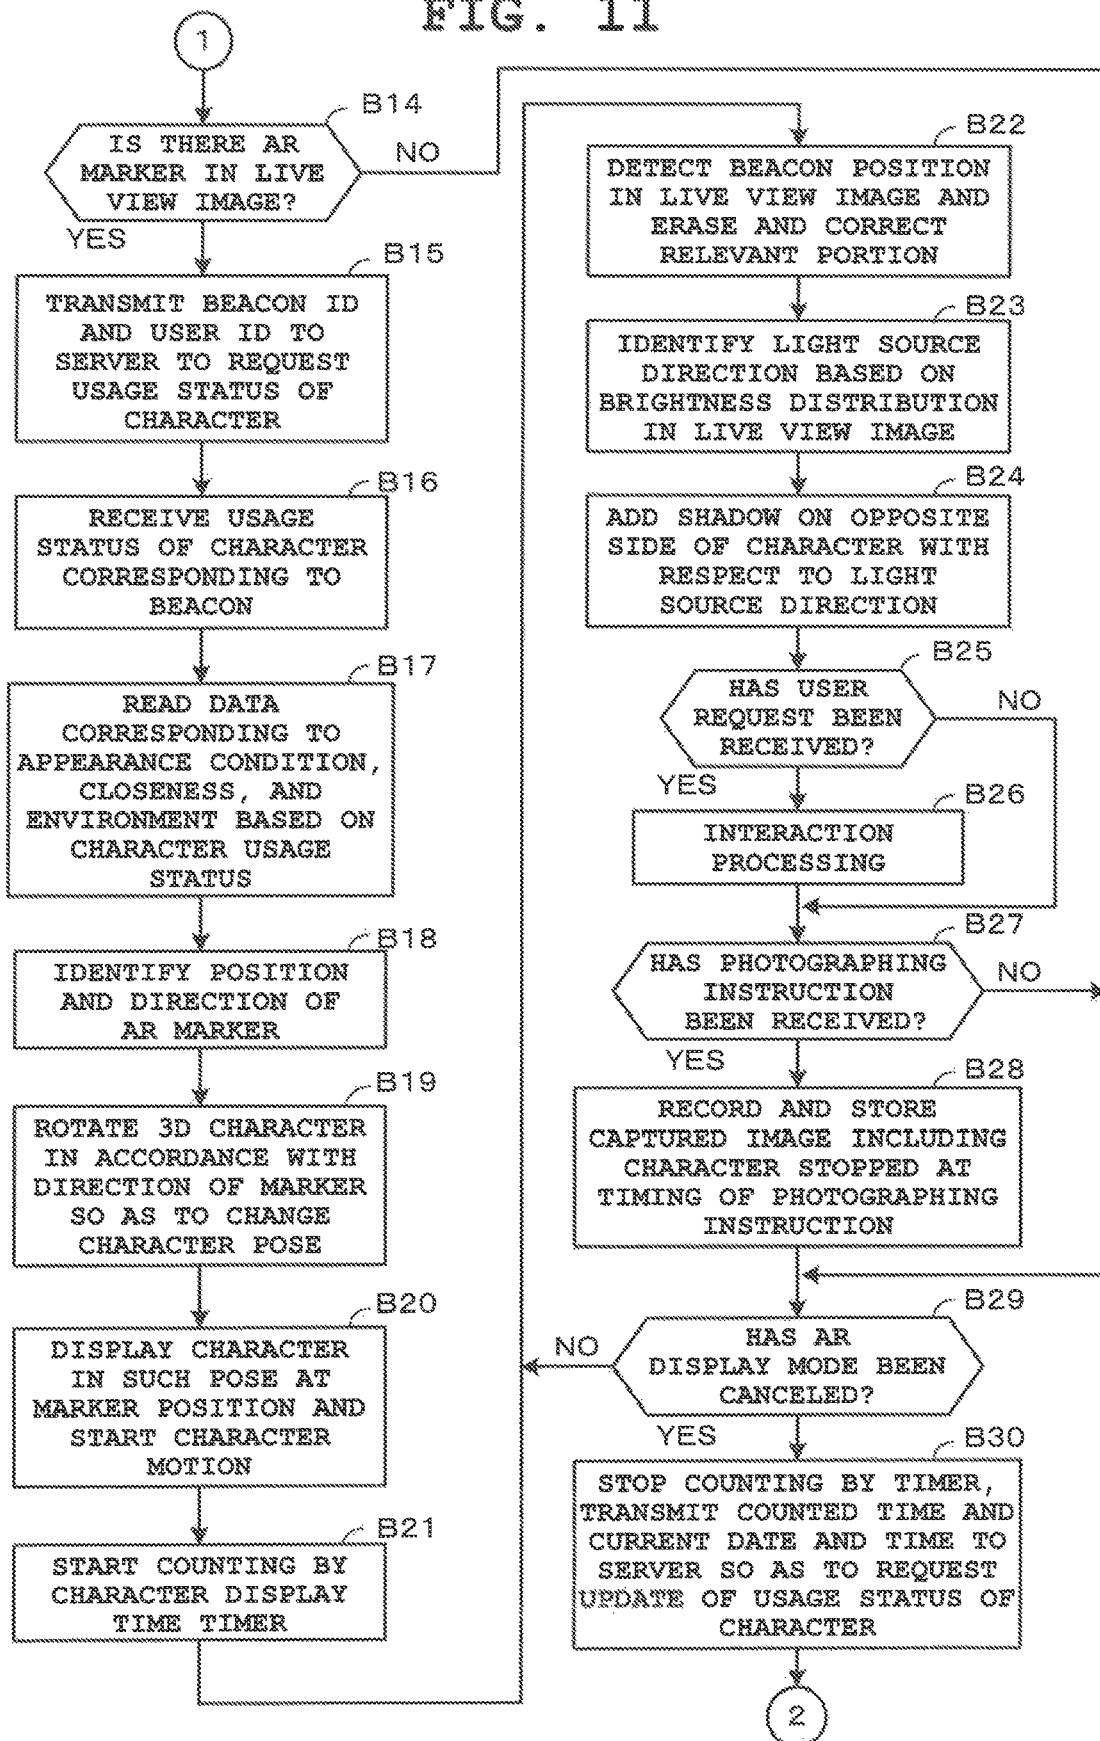 FIG. 11
1
B14
IS THERE AR
MARKER IN LIVE
VIEW IMAGE?
NO
YES
B15
TRANSMIT BEACON ID
AND USER ID TO
SERVER TO REQUEST
USAGE STATUS OF
CHARACTER
B16
RECEIVE USAGE
STATUS OF CHARACTER
CORRESPONDING TO
BEACON
B17
READ DATA
CORRESPONDING TO
APPEARANCE CONDITION,
CLOSENESS, AND
ENVIRONMENT BASED ON
CHARACTER USAGE
STATUS
B18
IDENTIFY POSITION
AND DIRECTION OF
AR MARKER
B19
ROTATE 3D CHARACTER
IN ACCORDANCE WITH
DIRECTION OF MARKER
SO AS TO CHANGE
CHARACTER POSE
B20
DISPLAY CHARACTER
IN SUCH POSE AT
MARKER POSITION AND
START CHARACTER
MOTION
B21
START COUNTING BY
CHARACTER DISPLAY
TIME TIMER
B22
DETECT BEACON POSITION
IN LIVE VIEW IMAGE AND
ERASE AND CORRECT
RELEVANT PORTION
B23
IDENTIFY LIGHT SOURCE
DIRECTION BASED ON
BRIGHTNESS DISTRIBUTION
IN LIVE VIEW IMAGE
B24
ADD SHADOW ON OPPOSITE
SIDE OF CHARACTER WITH
RESPECT TO LIGHT
SOURCE DIRECTION
B25
HAS USER
REQUEST BEEN
RECEIVED?
NO
YES
B26
INTERACTION
PROCESSING
B27
HAS PHOTOGRAPHING
INSTRUCTION
BEEN RECEIVED?
NO
YES
B28
RECORD AND STORE
CAPTURED IMAGE INCLUDING
CHARACTER STOPPED AT
TIMING OF PHOTOGRAPHING
INSTRUCTION
B29
HAS AR
DISPLAY MODE BEEN
CANCELED?
NO
YES
B30
STOP COUNTING BY TIMER,
TRANSMIT COUNTED TIME AND
CURRENT DATE AND TIME TO
SERVER SO AS TO REQUEST
UPDATE OF USAGE STATUS OF
CHARACTER
2